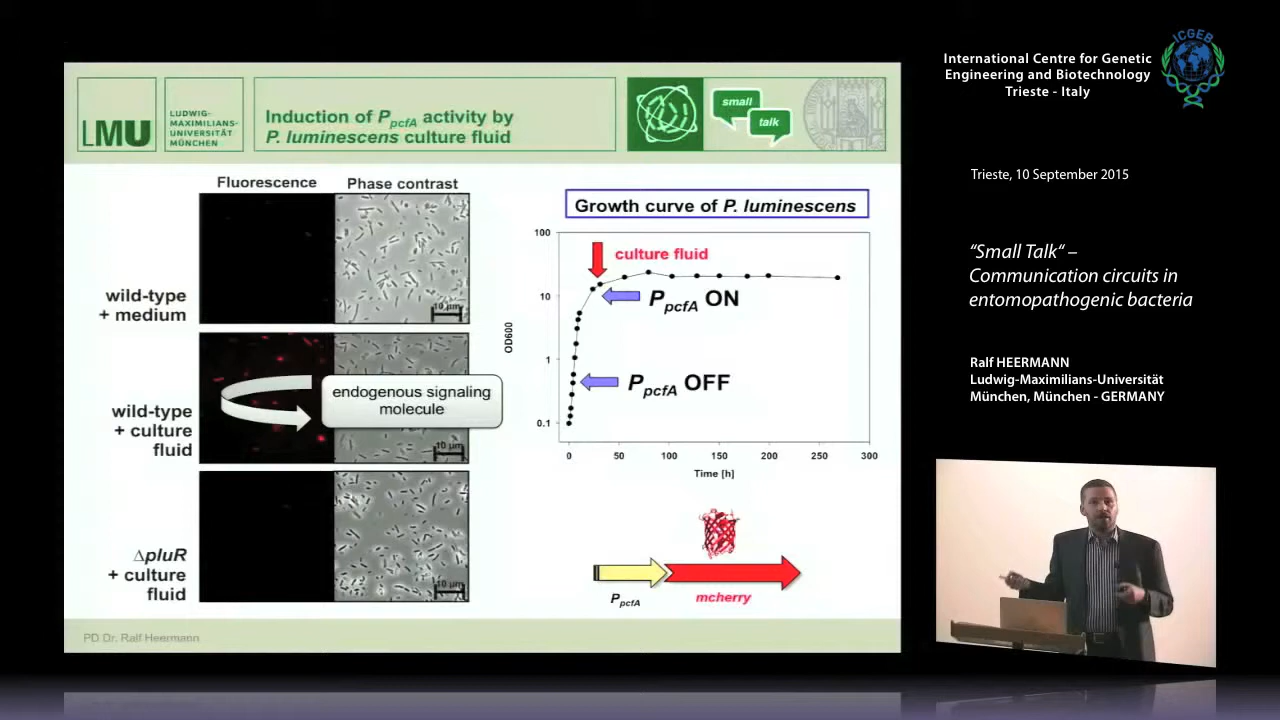 LMU
LUDWIG-
MAXIMILIANS-
UNIVERSITÄT
MÜNCHEN
Induction of PpcfA activity by
P. luminescens culture fluid
small
talk
Fluorescence
Phase contrast
wild-type
+ medium
10 µm
wild-type
+ culture
fluid
endogenous signaling
molecule
10 µm
ΔpluR
+ culture
fluid
10 µm
Growth curve of P. luminescens
100
10
1
0.1
OD600
culture fluid
PpcfA ON
PpcfA OFF
0 50 100 150 200 250 300
Time [h]
PpcfA
mcherry
PD Dr. Ralf Heermann
International Centre for Genetic
Engineering and Biotechnology
Trieste - Italy
ICGEB
Trieste, 10 September 2015
“Small Talk“ –
Communication circuits in
entomopathogenic bacteria
Ralf HEERMANN
Ludwig-Maximilians-Universität
München, München - GERMANY